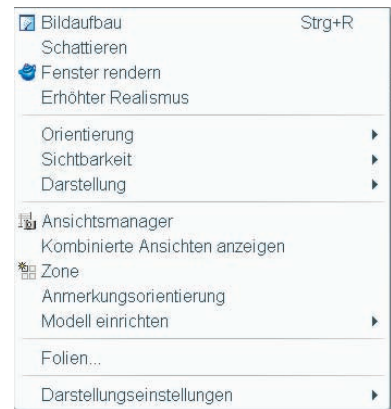 Bildaufbau Strg+R
Schattieren
Fenster rendern
Erhöhter Realismus
Orientierung
Sichtbarkeit
Darstellung
Ansichtsmanager
Kombinierte Ansichten anzeigen
Zone
Anmerkungsorientierung
Modell einrichten
Folien...
Darstellungseinstellungen